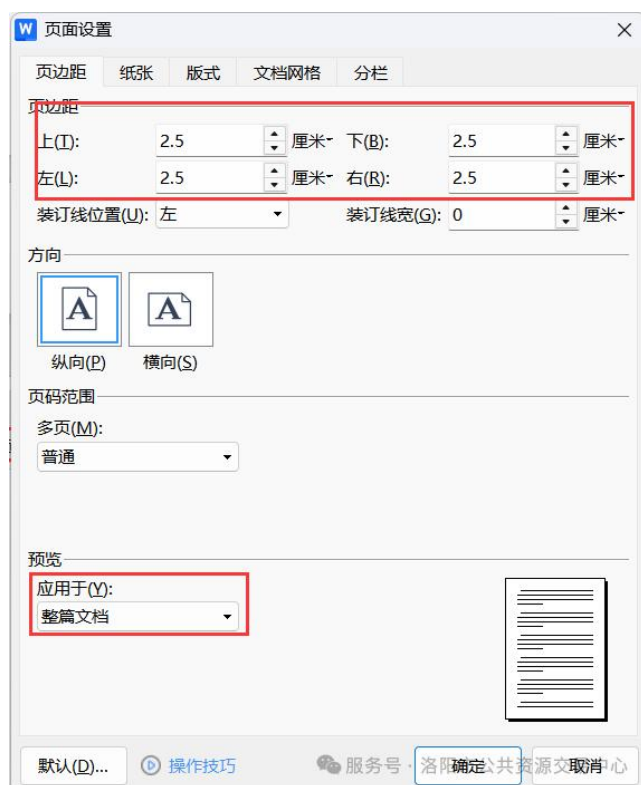 W 页面设置
页边距 纸张 版式 文档网格 分栏
页边距
上(T): 2.5 厘米 下(B): 2.5 厘米
左(L): 2.5 厘米 右(R): 2.5 厘米
装订线位置(U): 左 装订线宽(G): 0 厘米
方向
A A
纵向(P) 横向(S)
页码范围
多页(M):
普通
预览
应用于(Y):
整篇文档
默认(D)... 操作技巧 确定 取消
服务号 · 洛阳 公共资源交 中心